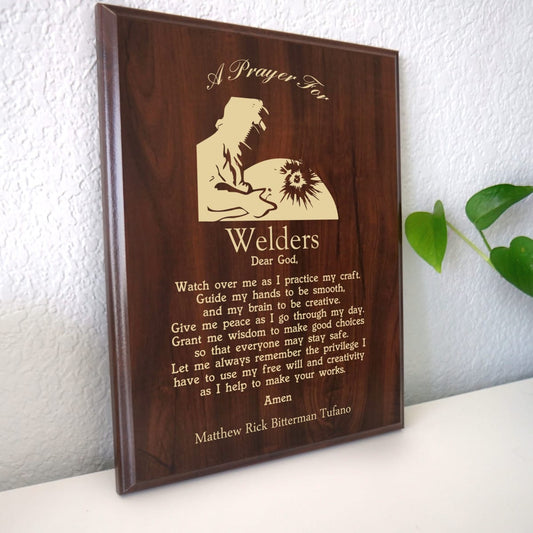 A Prayer For
Welders
Dear God,
Watch over me as I practice my craft.
Guide my hands to be smooth,
and my brain to be creative.
Give me peace as I go through my day.
Grant me wisdom to make good choices
so that everyone may stay safe.
Let me always remember the privilege I
have to use my free will and creativity
as I help to make your works.
Amen
Matthew Rick Bitterman Tufano